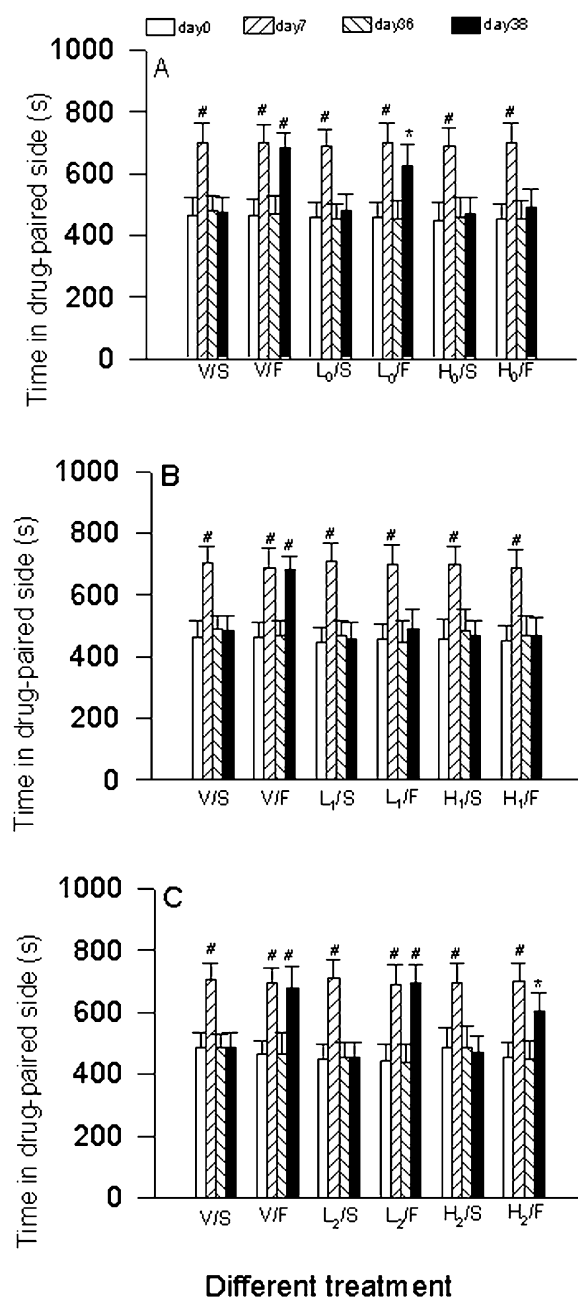 day0 day7 day36 day38
A
Time in drug-paired side (s)
1000
800
600
400
200
0
# # # # # * # #
V/S V/F L0/S L0/F H0/S H0/F
B
Time in drug-paired side (s)
1000
800
600
400
200
0
# # # # # # #
V/S V/F L1/S L1/F H1/S H1/F
C
Time in drug-paired side (s)
1000
800
600
400
200
0
# # # # # # # # *
V/S V/F L2/S L2/F H2/S H2/F
Different treatment